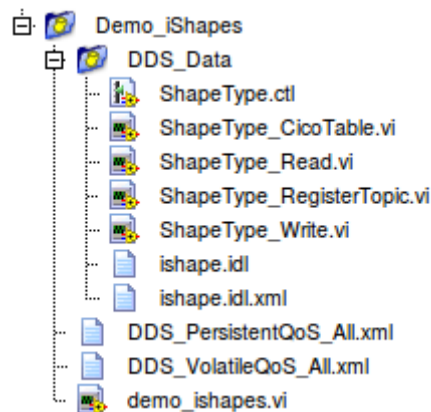 Demo_iShapes
DDS_Data
ShapeType.ctl
ShapeType_CicoTable.vi
ShapeType_Read.vi
ShapeType_RegisterTopic.vi
ShapeType_Write.vi
ishape.idl
ishape.idl.xml
DDS_PersistentQoS_All.xml
DDS_VolatileQoS_All.xml
demo_ishapes.vi